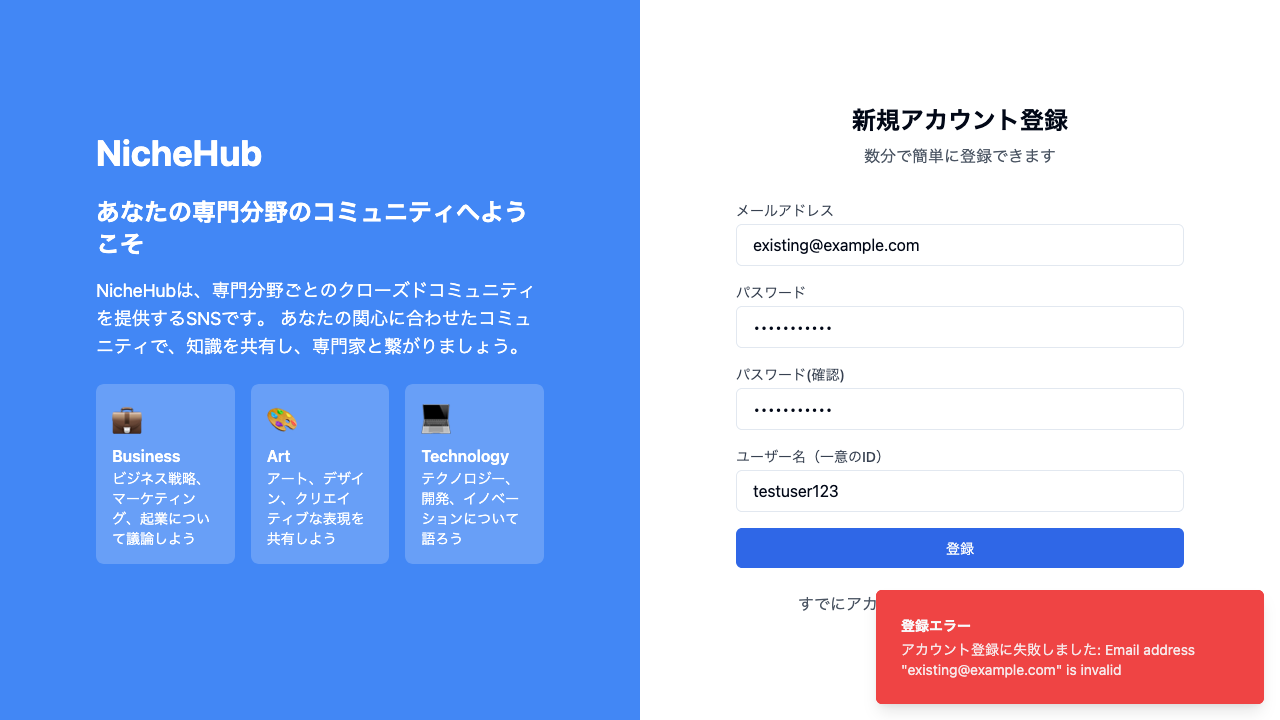 NicheHub
あなたの専門分野のコミュニティへよう
こそ
NicheHubは、専門分野ごとのクローズドコミュニティ
を提供するSNSです。 あなたの関心に合わせたコミュ
ニティで、知識を共有し、専門家と繋がりましょう。
Business
ビジネス戦略、
マーケティン
グ、起業につい
て議論しよう
Art
アート、デザイ
ン、クリエイ
ティブな表現を
共有しよう
Technology
テクノロジー、
開発、イノベー
ションについて
語ろう
新規アカウント登録
数分で簡単に登録できます
メールアドレス
existing@example.com
パスワード
•••••••••••
パスワード(確認)
•••••••••••
ユーザー名（一意のID）
testuser123
登録
すでにアカ
登録エラー
アカウント登録に失敗しました: Email address
"existing@example.com" is invalid